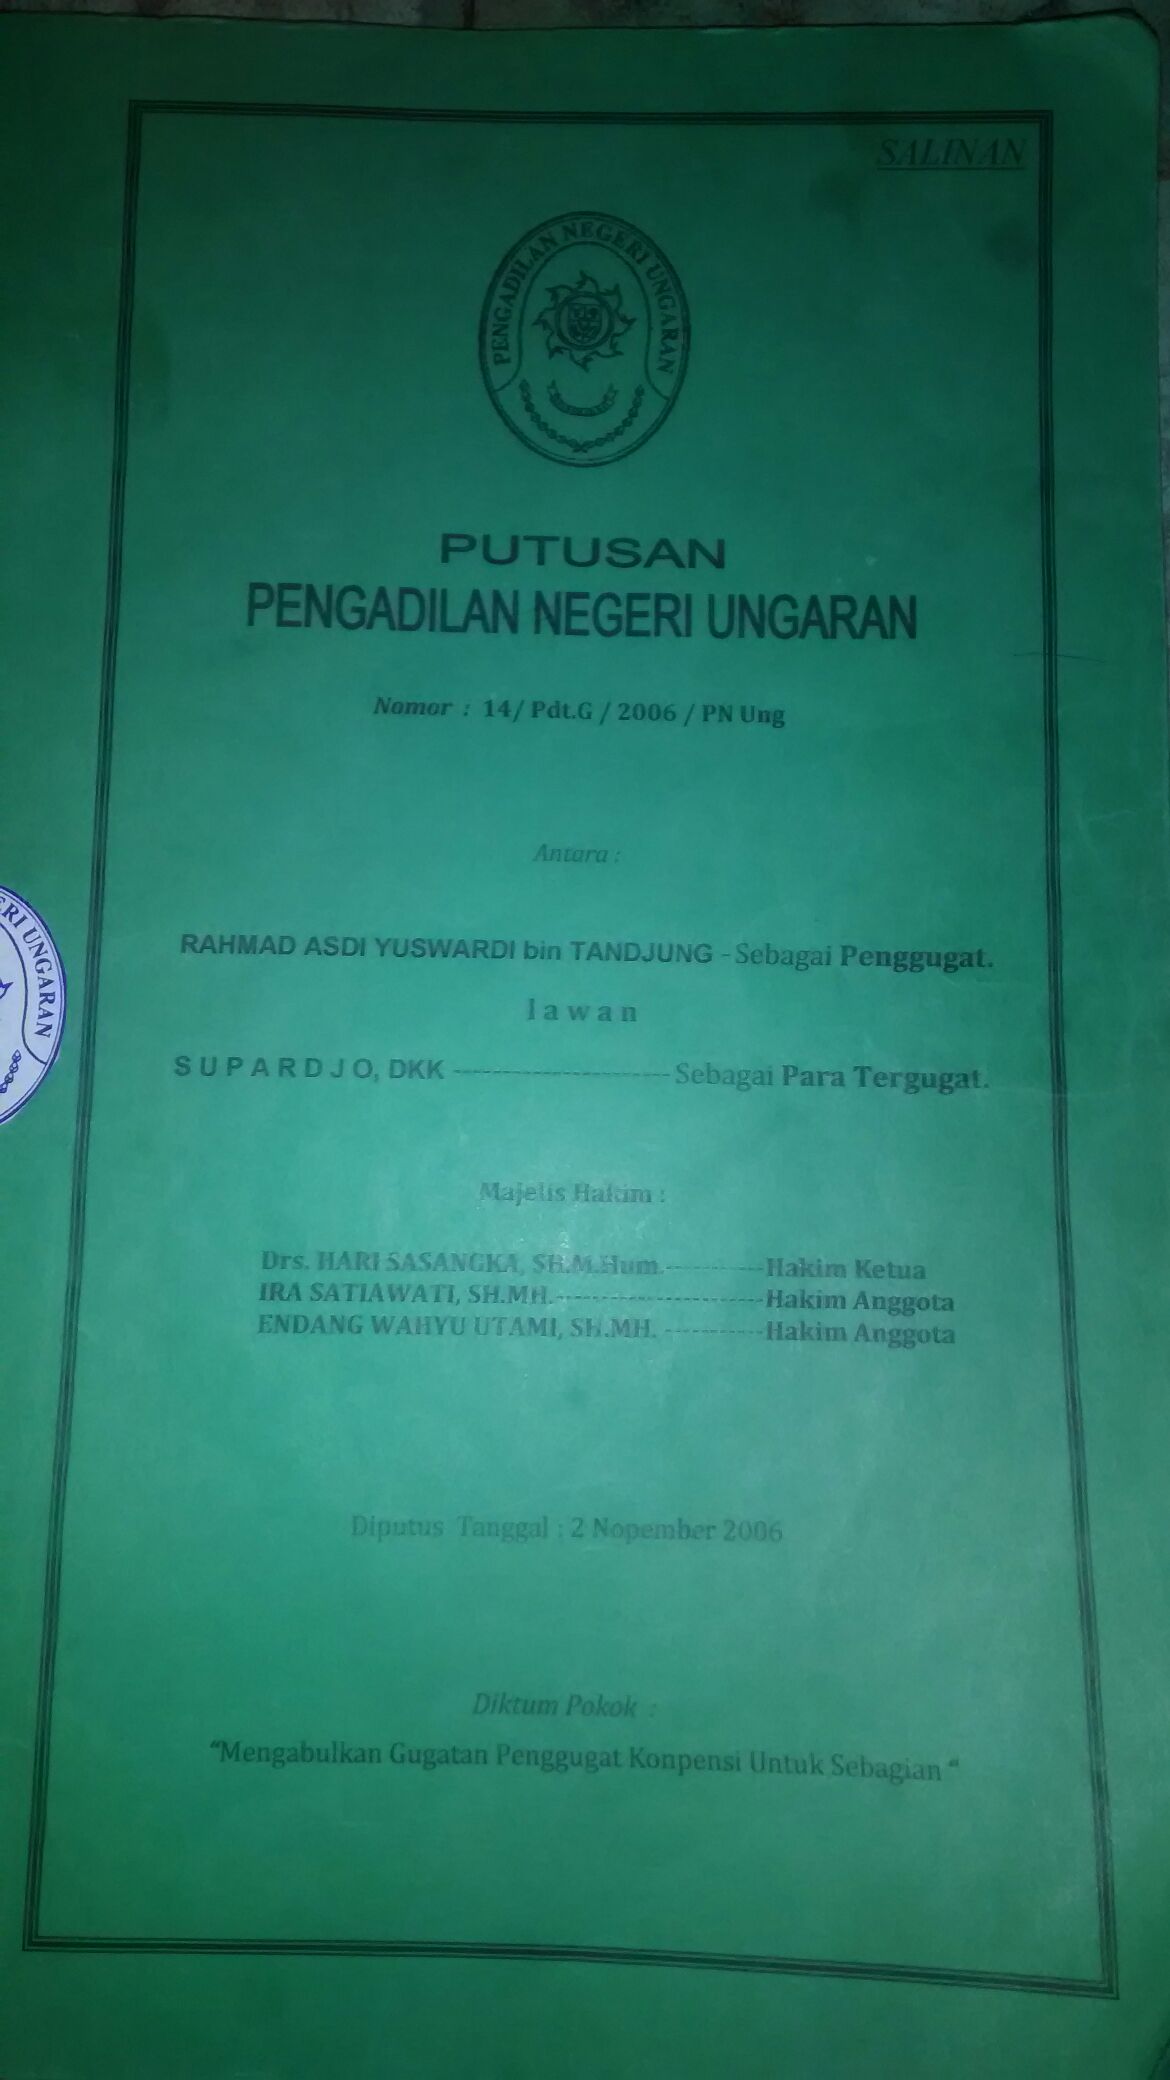 SALINAN
PENGADILAN NEGERI UNGARAN
PUTUSAN
PENGADILAN NEGERI UNGARAN
Nomor : 14/ Pdt.G / 2006 / PN Ung
Antara :
RAHMAD ASDI YUSWARDI bin TANDJUNG - Sebagai Penggugat.
l a w a n
S U P A R D J O, DKK ---------------------- Sebagai Para Tergugat.
ERI UNGARAN
Majelis Hakim :
Drs. HARI SASANGKA, SH.M.Hum.-----------Hakim Ketua
IRA SATIAWATI, SH.MH.-----------------------Hakim Anggota
ENDANG WAHYU UTAMI, SH.MH. -----------Hakim Anggota
Diputus Tanggal : 2 Nopember 2006
Diktum Pokok :
“Mengabulkan Gugatan Penggugat Konpensi Untuk Sebagian “